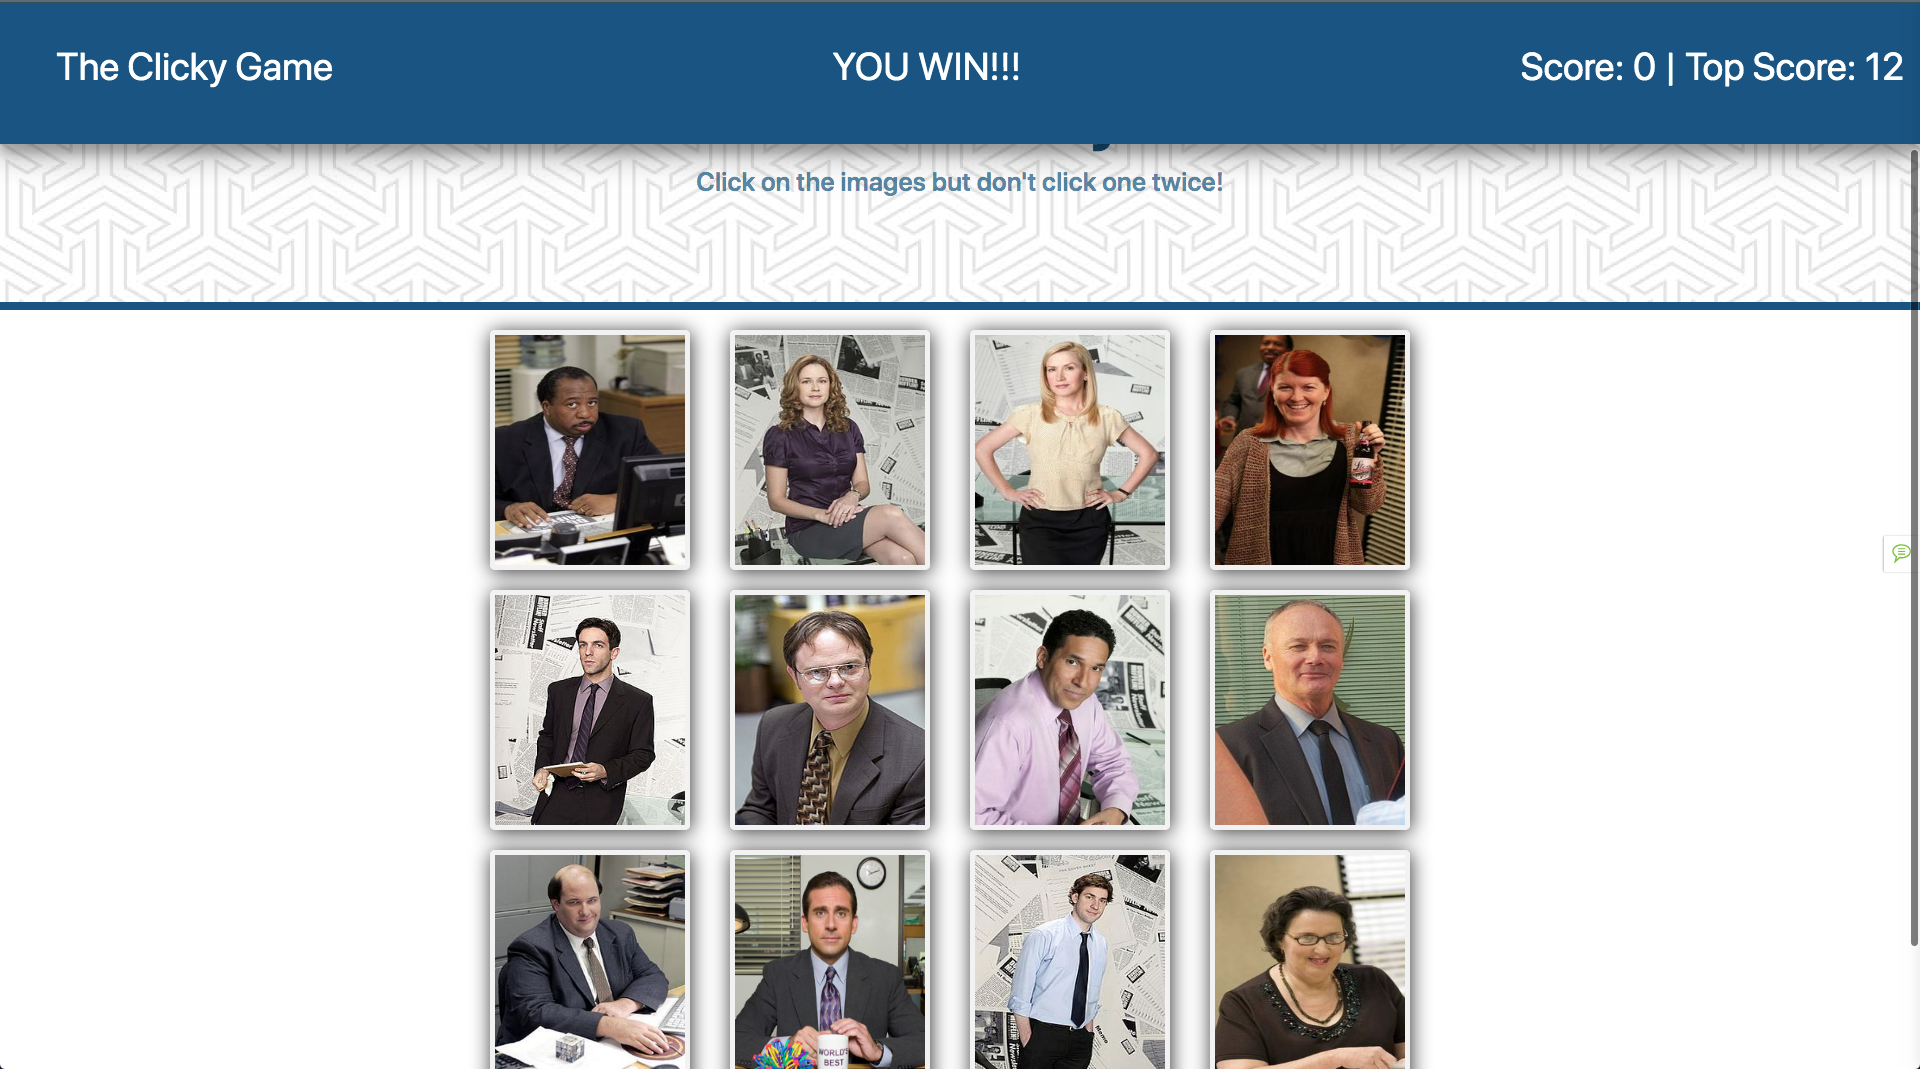 The Clicky Game
YOU WIN!!!
Score: 0 | Top Score: 12
Click on the images but don't click one twice!
WORLD'S
BEST